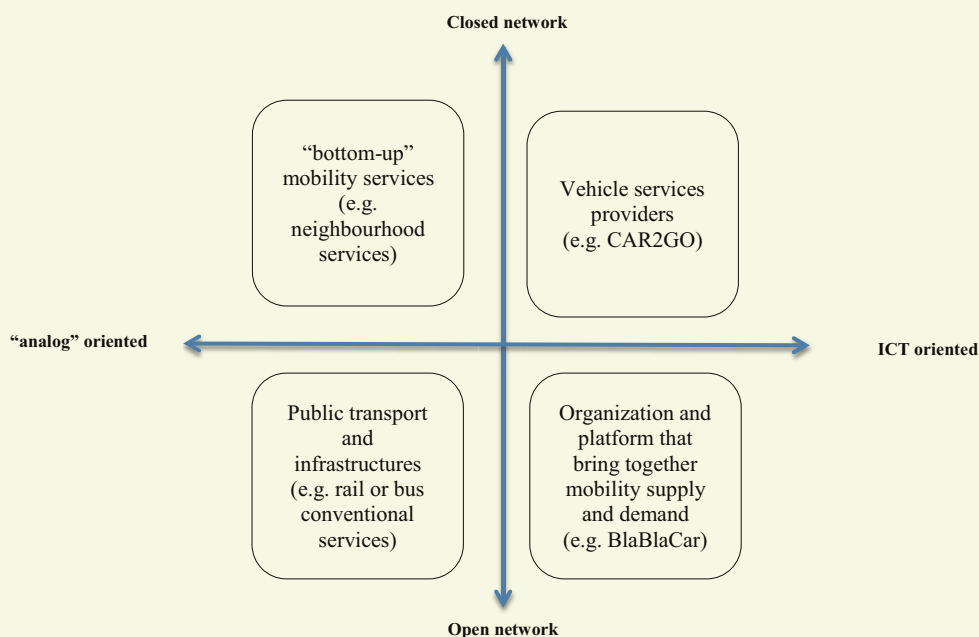 Closed network
“bottom-up”
mobility services
(e.g.
neighbourhood
services)
Vehicle services
providers
(e.g. CAR2GO)
“analog” oriented
ICT oriented
Public transport
and
infrastructures
(e.g. rail or bus
conventional
services)
Organization and
platform that
bring together
mobility supply
and demand
(e.g. BlaBlaCar)
Open network